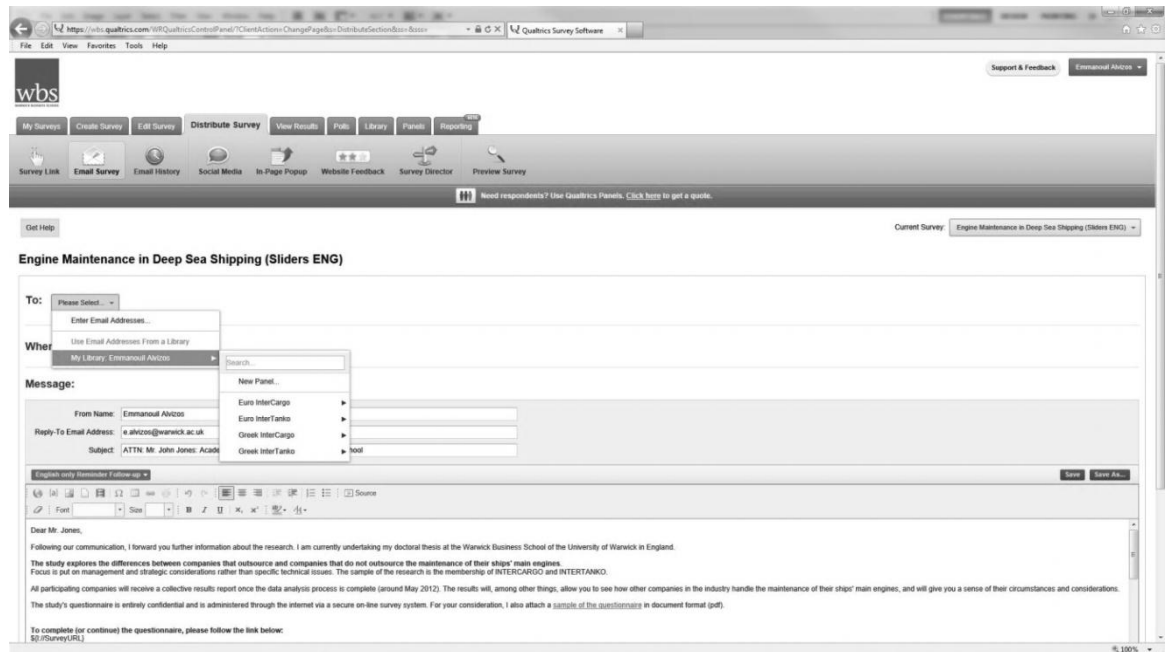 https://wbs.qualtrics.com/WRQualtricsControlPanel/?ClientAction=ChangePage&s=DistributeSection&ss=&sss=
Qualtrics Survey Software
File Edit View Favorites Tools Help
wbs
Support & Feedback
Emmanouil Alvizos
My Surveys Create Survey Edit Survey Distribute Survey View Results Polls Library Panels Reporting
Survey Link Email Survey Email History Social Media In-Page Popup Website Feedback Survey Director Preview Survey
Need respondents? Use Qualtrics Panels. Click here to get a quote.
Get Help
Current Survey: Engine Maintenance in Deep Sea Shipping (Sliders ENG)
Engine Maintenance in Deep Sea Shipping (Sliders ENG)
To: Please Select...
Enter Email Addresses...
Use Email Addresses From a Library
Wher
My Library: Emmanouil Alvizos
Search...
New Panel...
Euro InterCargo
Euro InterTanko
Greek InterCargo
Greek InterTanko
Message:
From Name: Emmanouil Alvizos
Reply-To Email Address: e.alvizos@warwick.ac.uk
Subject: ATTN: Mr. John Jones: Acade hool
English only Reminder Follow-up
Save Save As...
Source
Font Size B I U
Dear Mr. Jones,
Following our communication, I forward you further information about the research. I am currently undertaking my doctoral thesis at the Warwick Business School of the University of Warwick in England.
The study explores the differences between companies that outsource and companies that do not outsource the maintenance of their ships' main engines.
Focus is put on management and strategic considerations rather than specific technical issues. The sample of the research is the membership of INTERCARGO and INTERTANKO.
All participating companies will receive a collective results report once the data analysis process is complete (around May 2012). The results will, among other things, allow you to see how other companies in the industry handle the maintenance of their ships' main engines, and will give you a sense of their circumstances and considerations.
The study's questionnaire is entirely confidential and is administered through the internet via a secure on-line survey system. For your consideration, I also attach a sample of the questionnaire in document format (pdf).
To complete (or continue) the questionnaire, please follow the link below:
${l://SurveyURL}
100%